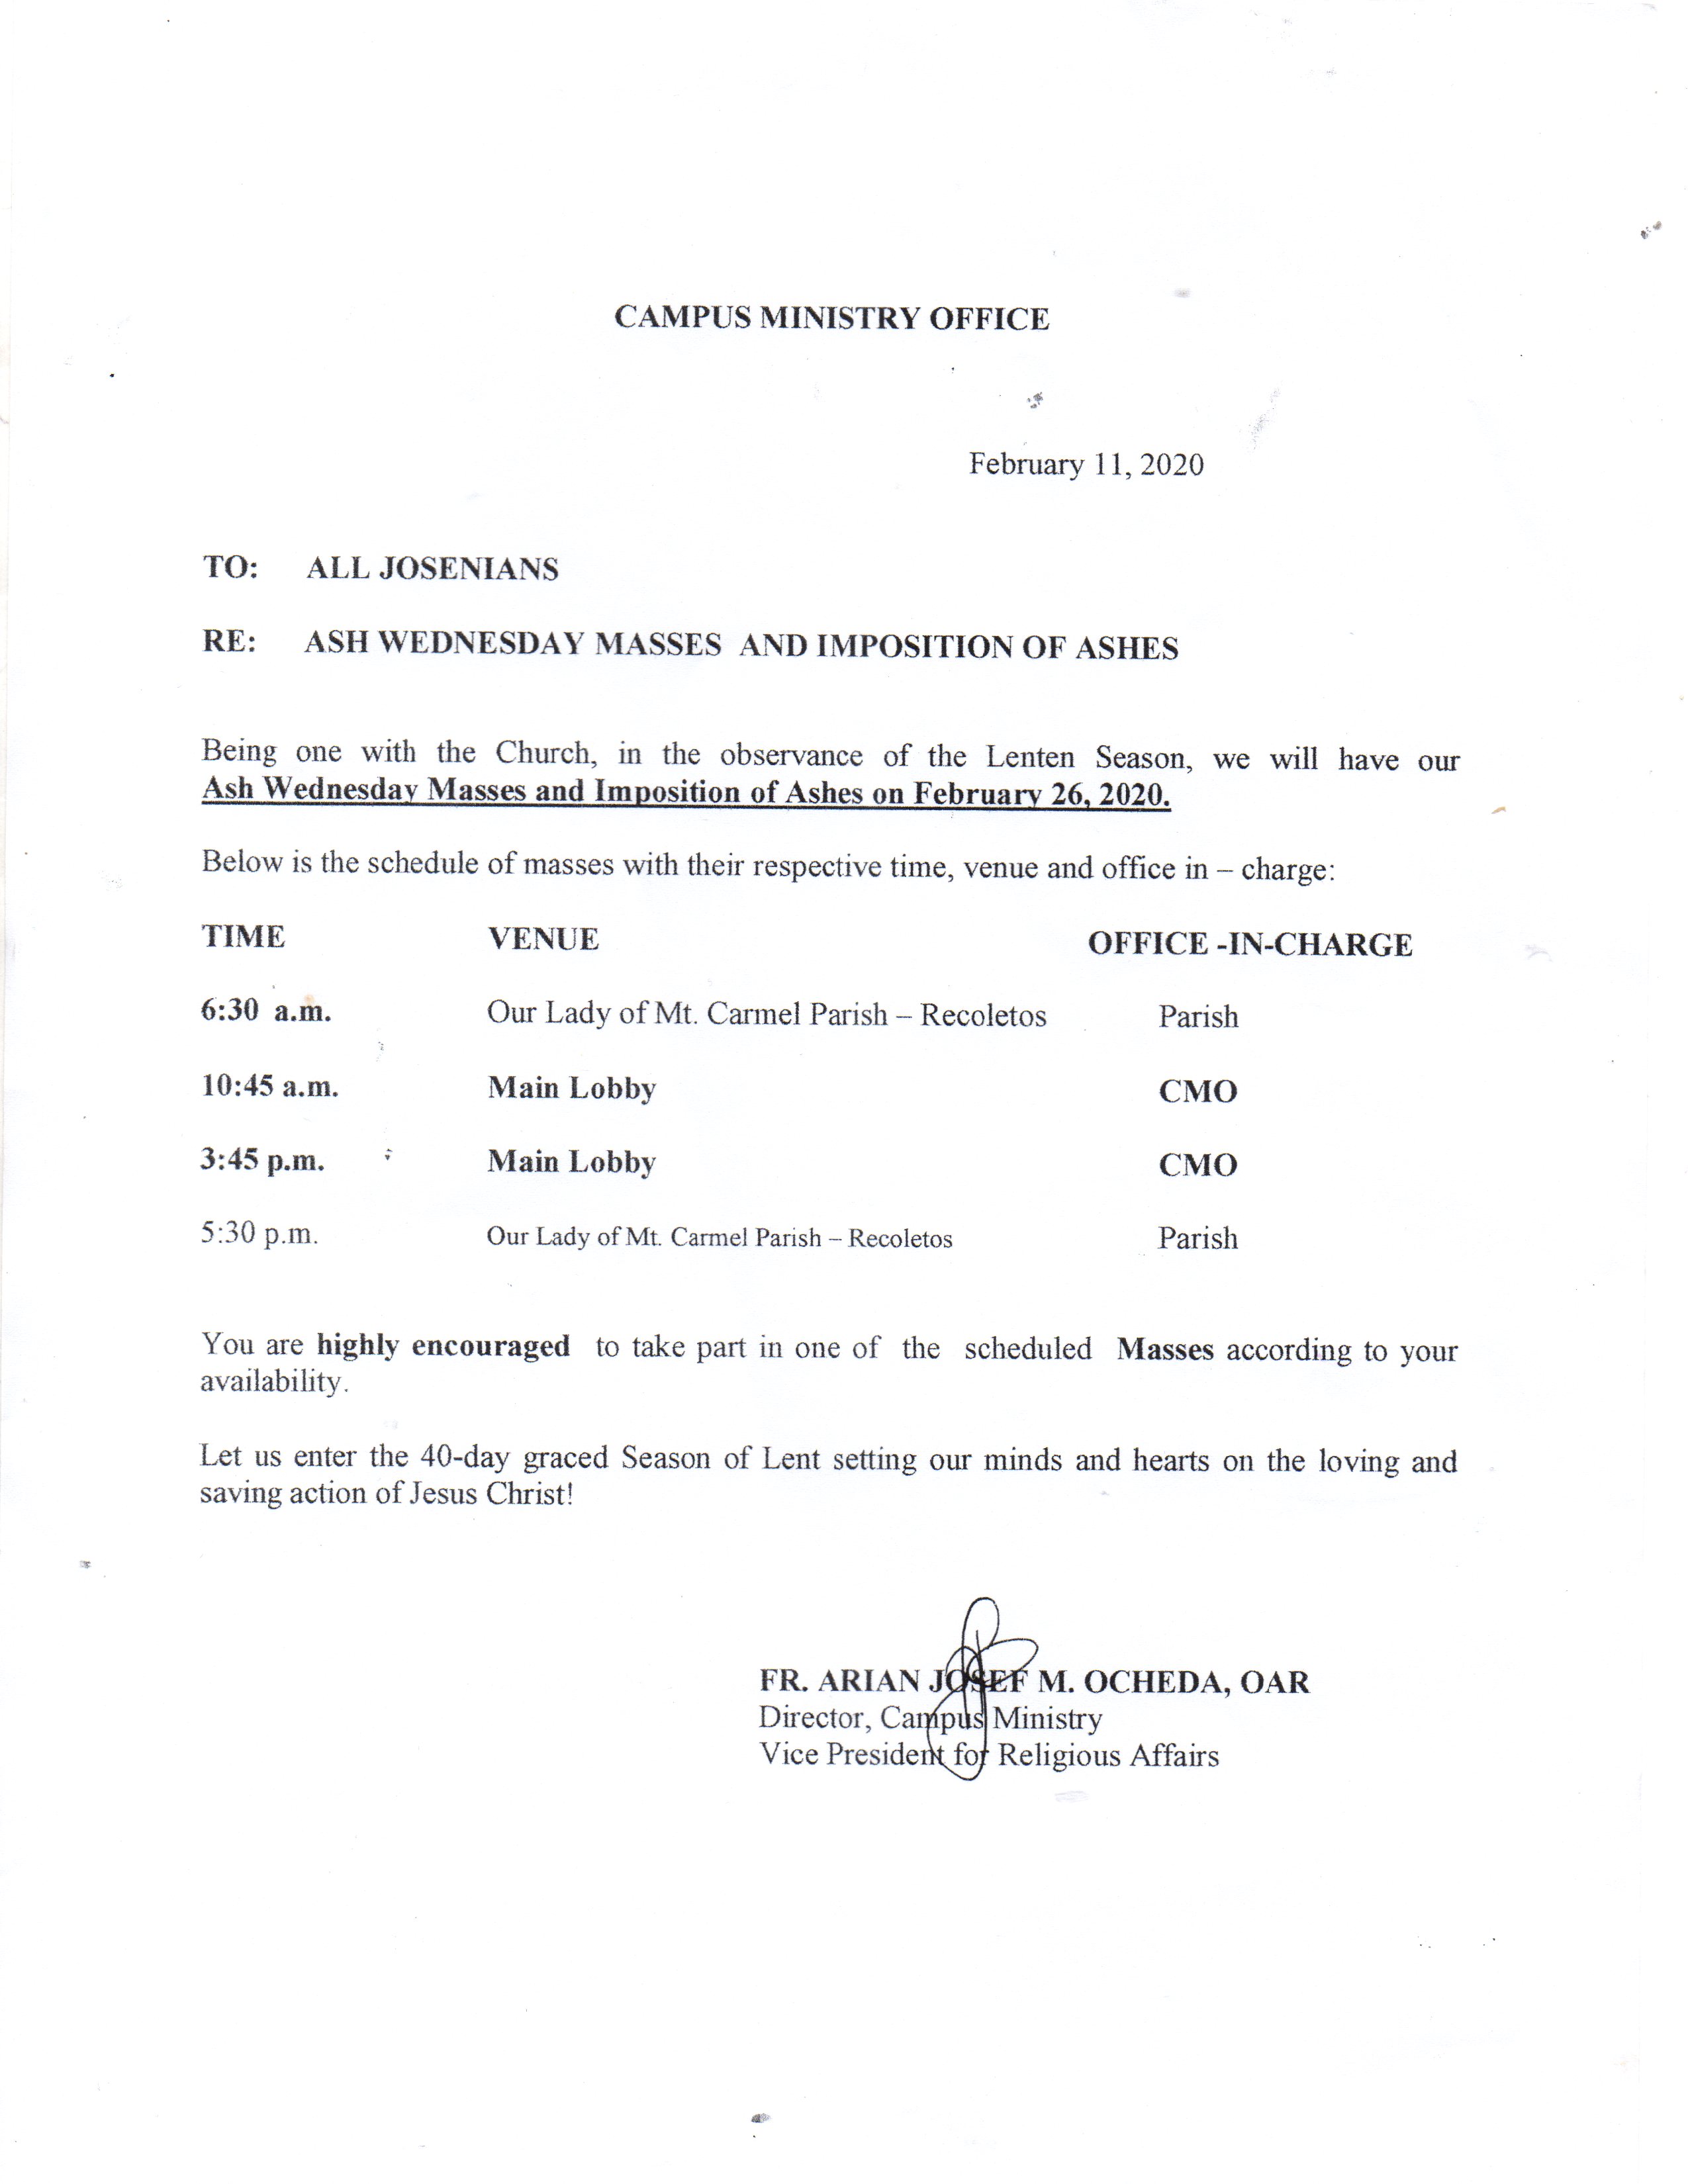 CAMPUS MINISTRY OFFICE
February 11, 2020
TO: ALL JOSENIANS
RE: ASH WEDNESDAY MASSES AND IMPOSITION OF ASHES
Being one with the Church, in the observance of the Lenten Season, we will have our
Ash Wednesday Masses and Imposition of Ashes on February 26, 2020.
Below is the schedule of masses with their respective time, venue and office in – charge:
TIME VENUE OFFICE -IN-CHARGE
6:30 a.m. Our Lady of Mt. Carmel Parish – Recoletos Parish
10:45 a.m. Main Lobby CMO
3:45 p.m. Main Lobby CMO
5:30 p.m. Our Lady of Mt. Carmel Parish – Recoletos Parish
You are highly encouraged to take part in one of the scheduled Masses according to your
availability.
Let us enter the 40-day graced Season of Lent setting our minds and hearts on the loving and
saving action of Jesus Christ!
FR. ARIAN JOSEF M. OCHEDA, OAR
Director, Campus Ministry
Vice President for Religious Affairs